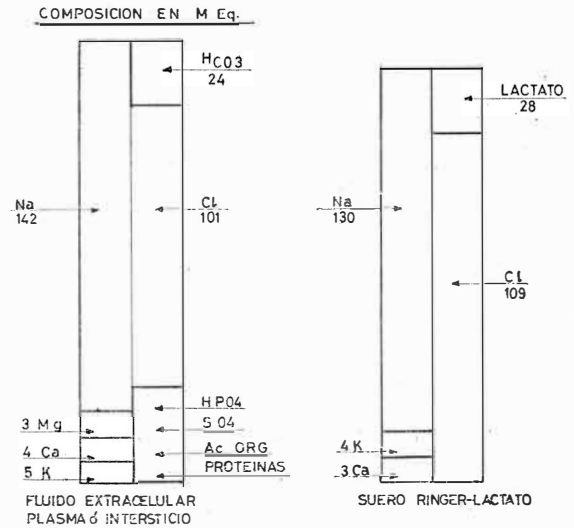 COMPOSICION EN M Eq.
HCO3
24
Na
142
Cl
101
HPO4
3 Mg
SO4
4 Ca
Ac ORG
PROTEINAS
5 K
FLUIDO EXTRACELULAR
PLASMA ó INTERSTICIO
LACTATO
28
Na
130
Cl
109
4 K
3 Ca
SUERO RINGER-LACTATO